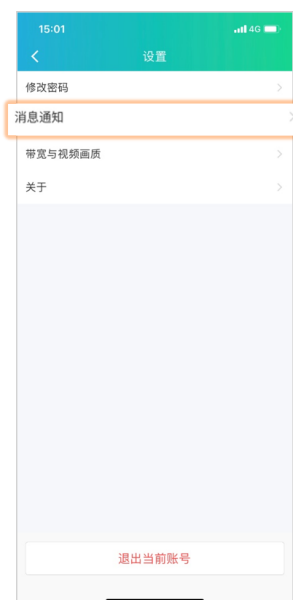 15:01 4G
设置
修改密码
消息通知
带宽与视频画质
关于
退出当前账号